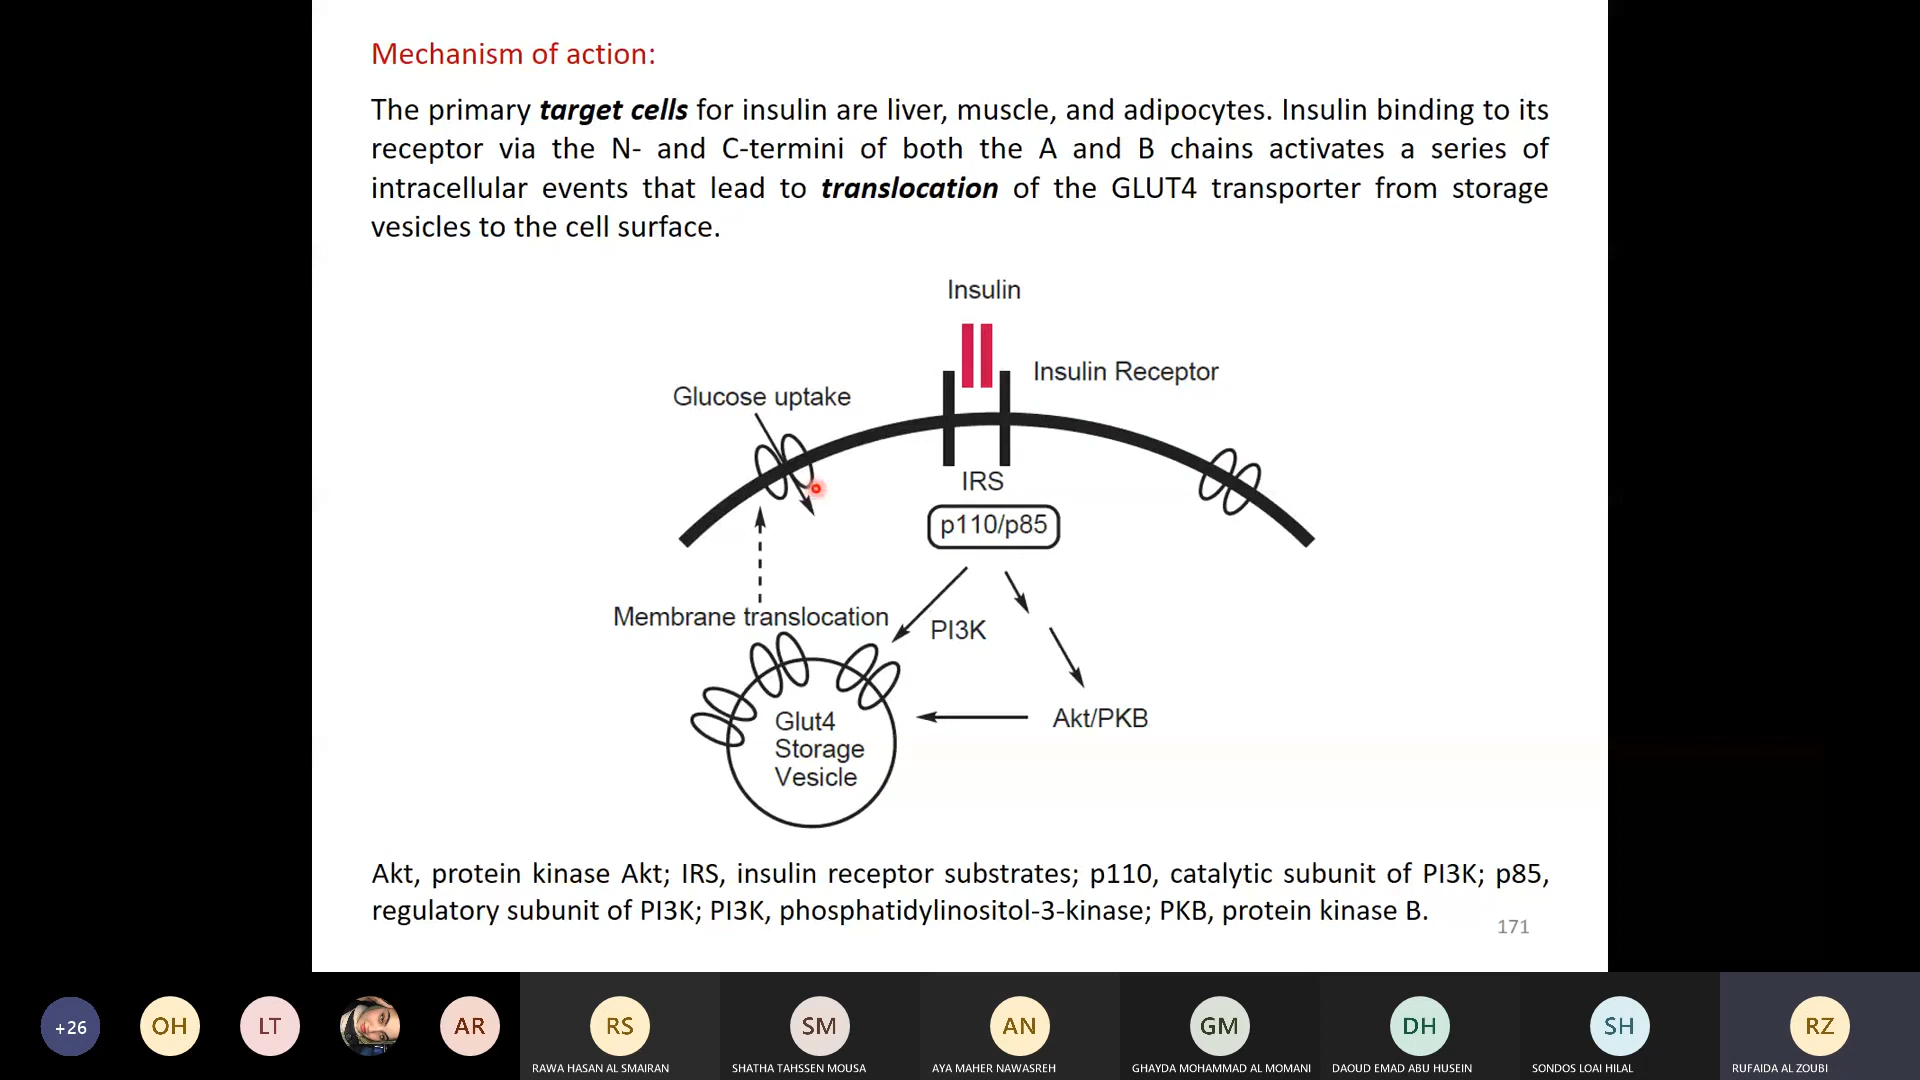 Mechanism of action:
The primary target cells for insulin are liver, muscle, and adipocytes. Insulin binding to its
receptor via the N- and C-termini of both the A and B chains activates a series of
intracellular events that lead to translocation of the GLUT4 transporter from storage
vesicles to the cell surface.
Insulin
Insulin Receptor
Glucose uptake
IRS
p110/p85
Membrane translocation
PI3K
Glut4
Storage
Vesicle
Akt/PKB
Akt, protein kinase Akt; IRS, insulin receptor substrates; p110, catalytic subunit of PI3K; p85,
regulatory subunit of PI3K; PI3K, phosphatidylinositol-3-kinase; PKB, protein kinase B.
171
+26
OH
LT
AR
RS
SM
AN
GM
DH
SH
RZ
RAWA HASAN AL SMAIRAN
SHATHA TAHSSEN MOUSA
AYA MAHER NAWASREH
GHAYDA MOHAMMAD AL MOMANI
DAOUD EMAD ABU HUSEIN
SONDOS LOAI HILAL
RUFAIDA AL ZOUBI